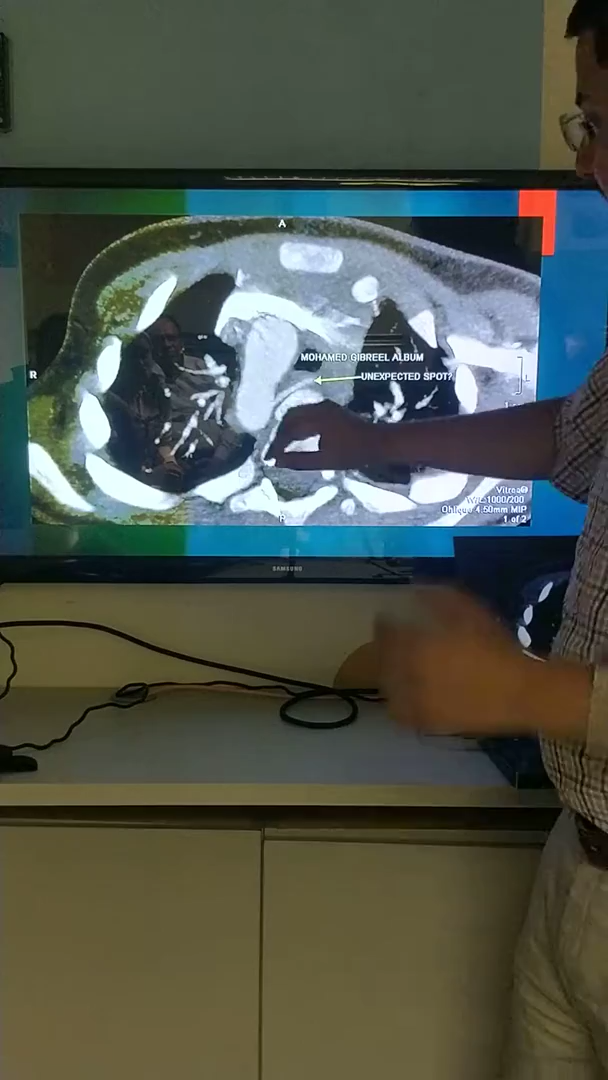 A
MOHAMED GIBREEL ALBUM
R
UNEXPECTED SPOT?
L
Vitrea®
W/L:1000/200
Oblique 4.50mm MIP
1 of 2
P
SAMSUNG